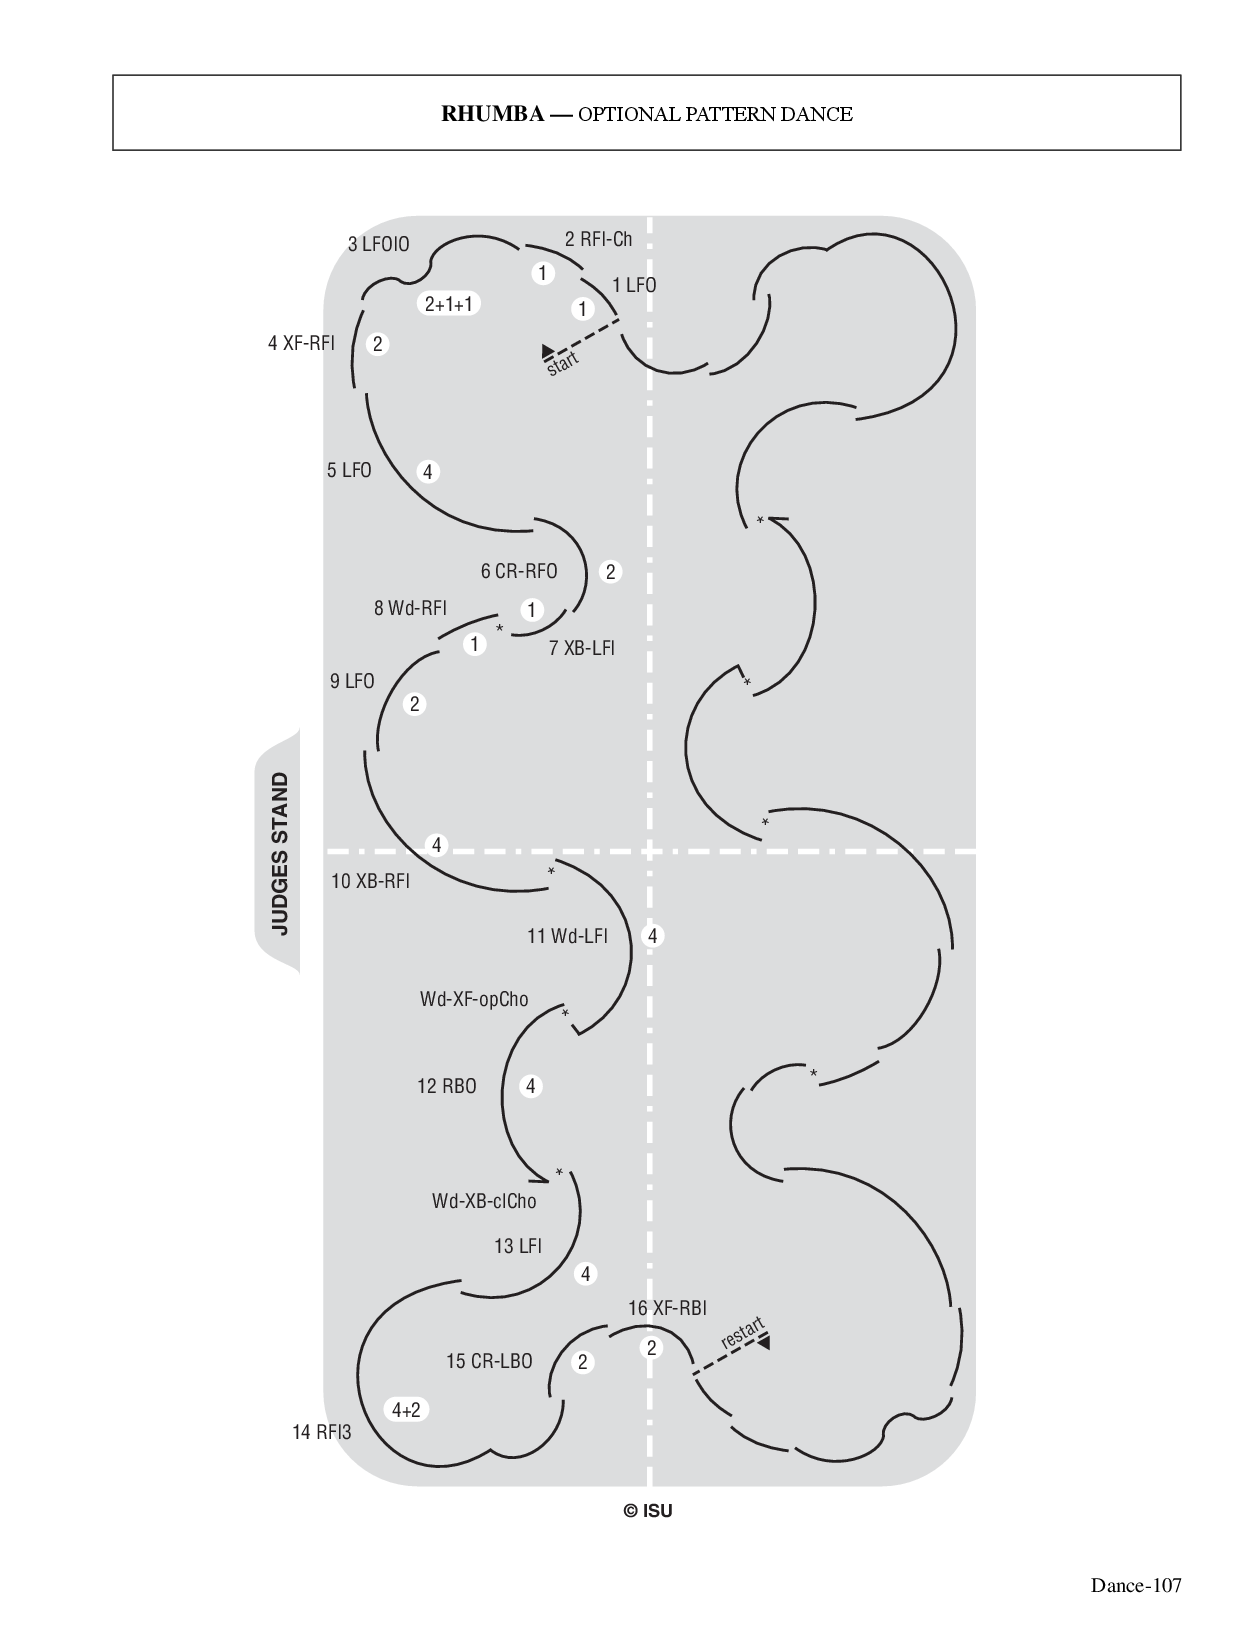 RHUMBA — OPTIONAL PATTERN DANCE
3 LFOIO
2 RFI-Ch
1
1 LFO
2+1+1
1
4 XF-RFI
2
start
5 LFO
4
6 CR-RFO
2
8 Wd-RFI
1
*
1
7 XB-LFI
9 LFO
2
4
10 XB-RFI
*
11 Wd-LFI
4
Wd-XF-opCho
*
12 RBO
4
*
Wd-XB-clCho
13 LFI
4
16 XF-RBI
restart
2
15 CR-LBO
2
4+2
14 RFI3
*
*
*
*
JUDGES STAND
© ISU
Dance-107